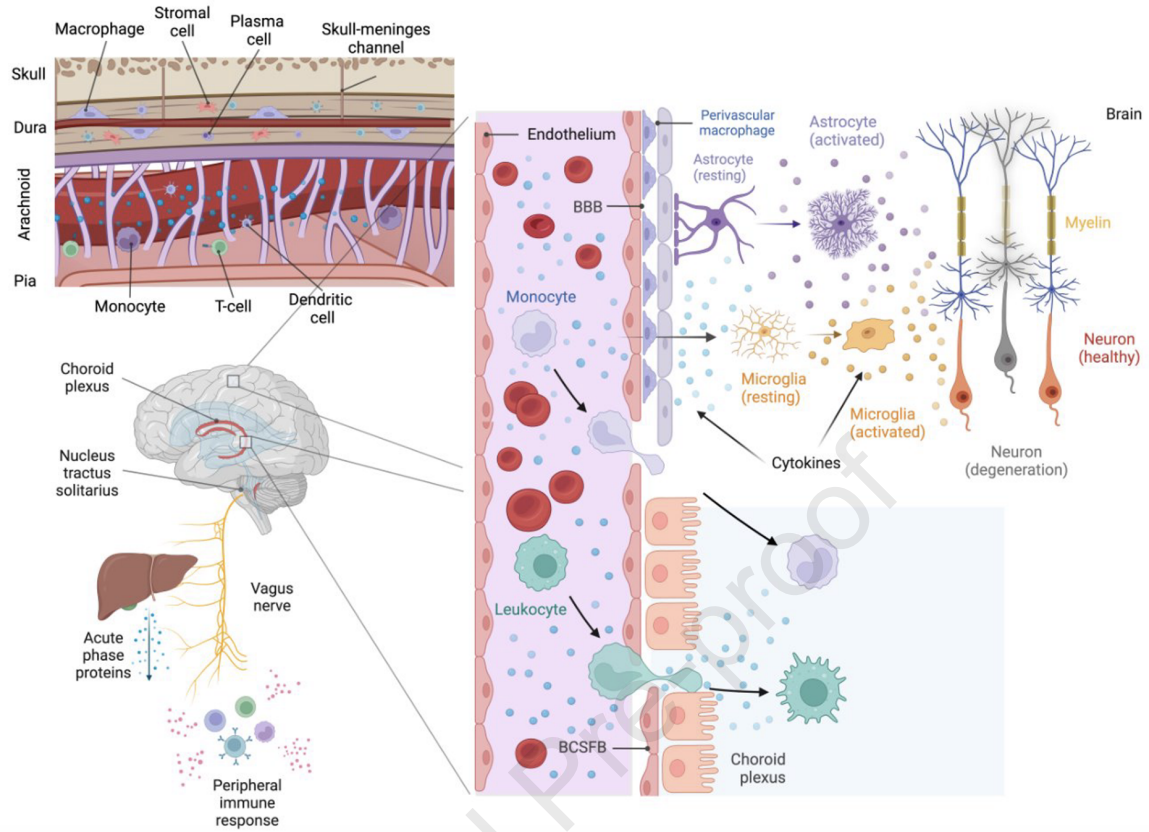 Macrophage
Stromal
cell
Plasma
cell
Skull-meninges
channel
Skull
Dura
Arachnoid
Pia
Monocyte
T-cell
Dendritic
cell
Endothelium
BBB
Perivascular
macrophage
Astrocyte
(resting)
Astrocyte
(activated)
Brain
Myelin
Monocyte
Microglia
(resting)
Microglia
(activated)
Neuron
(healthy)
Neuron
(degeneration)
Cytokines
Choroid
plexus
Nucleus
tractus
solitarius
Vagus
nerve
Acute
phase
proteins
Peripheral
immune
response
Leukocyte
BCSFB
Choroid
plexus
Pre-proof